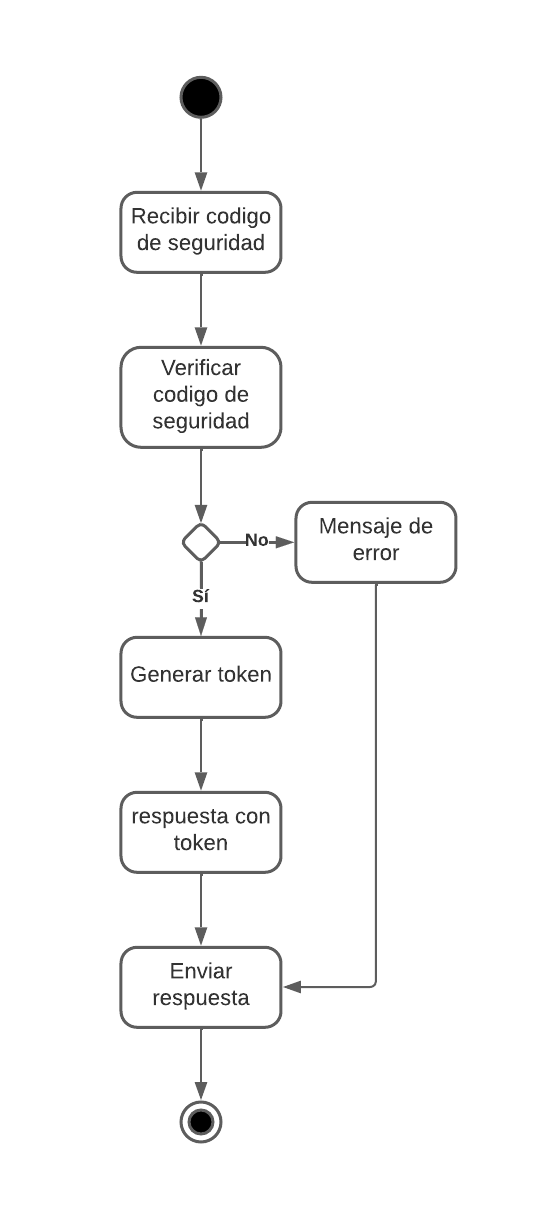 Recibir codigo
de seguridad
Verificar
codigo de
seguridad
No
Mensaje de
error
Sí
Generar token
respuesta con
token
Enviar
respuesta